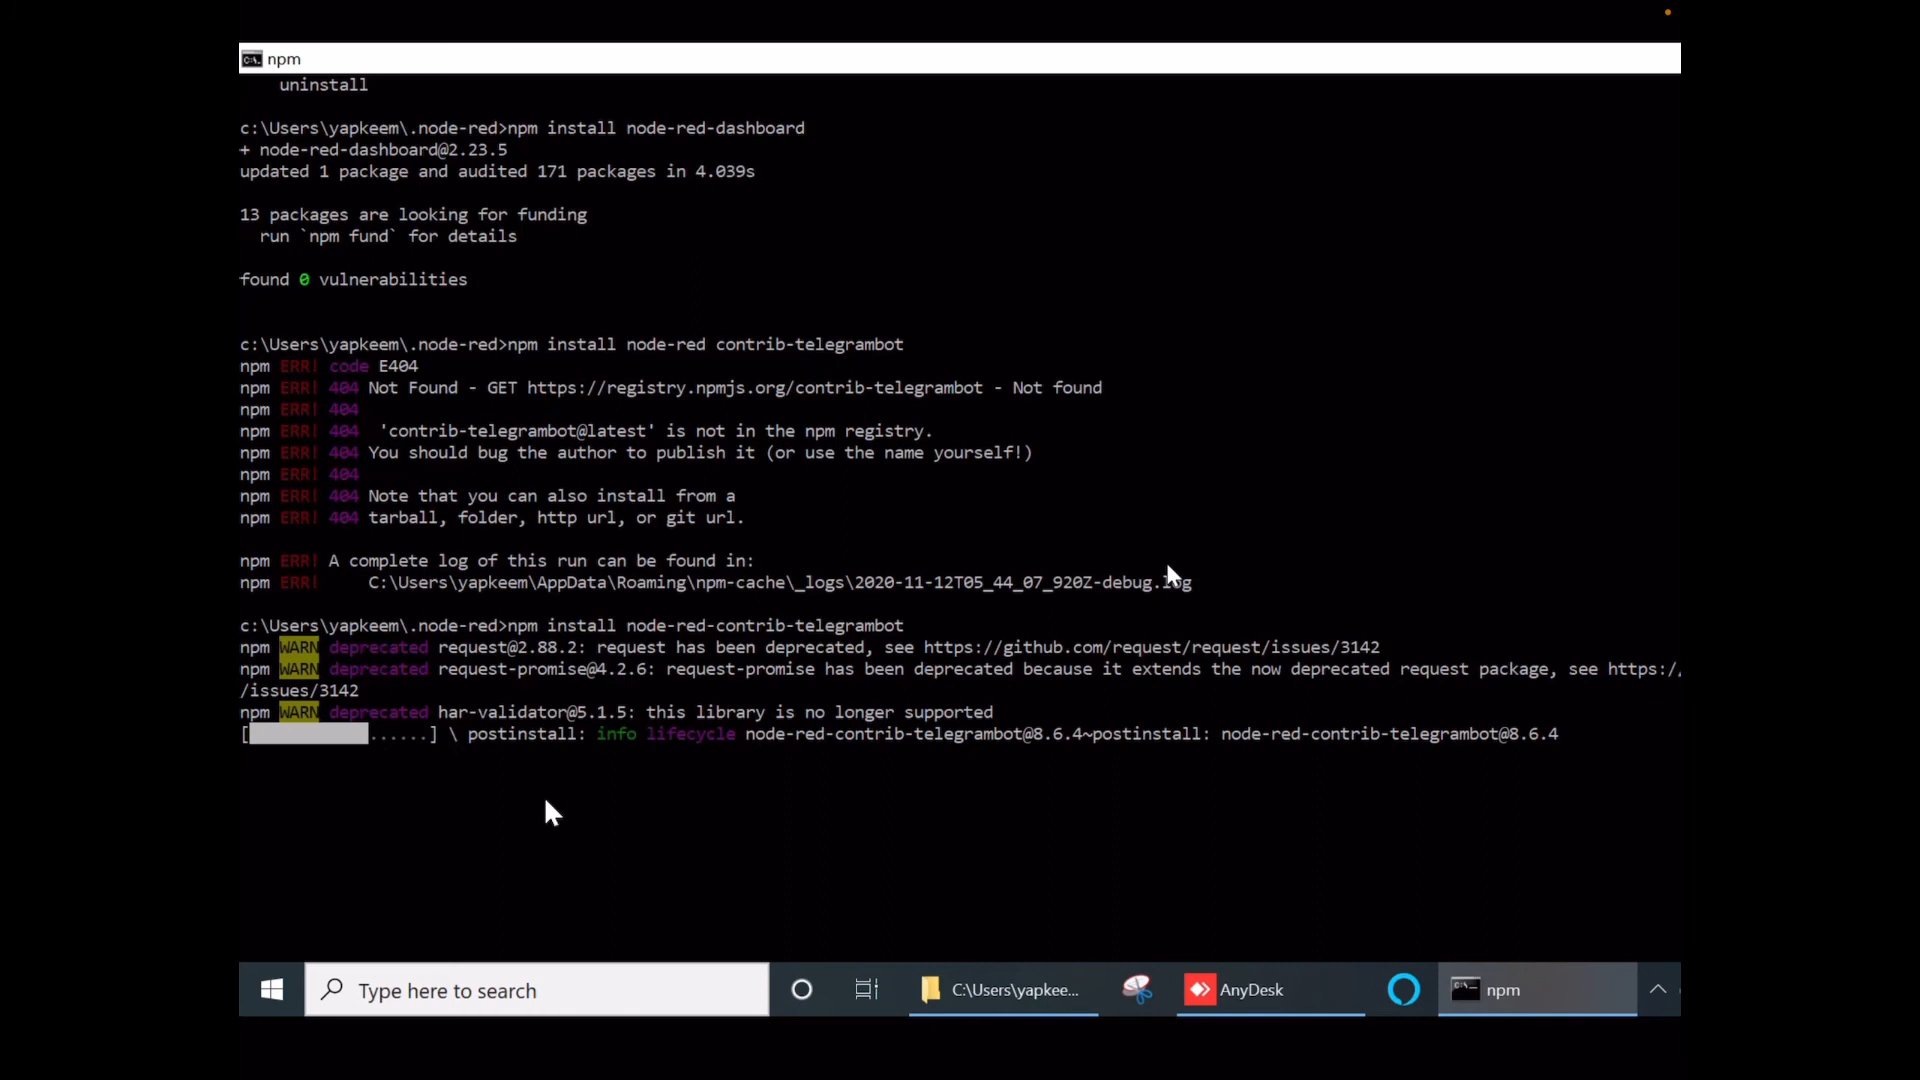 npm
uninstall
c:\Users\yapkeem\.node-red>npm install node-red-dashboard
+ node-red-dashboard@2.23.5
updated 1 package and audited 171 packages in 4.039s
13 packages are looking for funding
run `npm fund` for details
found 0 vulnerabilities
c:\Users\yapkeem\.node-red>npm install node-red contrib-telegrambot
npm ERR! code E404
npm ERR! 404 Not Found - GET https://registry.npmjs.org/contrib-telegrambot - Not found
npm ERR! 404
npm ERR! 404  'contrib-telegrambot@latest' is not in the npm registry.
npm ERR! 404 You should bug the author to publish it (or use the name yourself!)
npm ERR! 404
npm ERR! 404 Note that you can also install from a
npm ERR! 404 tarball, folder, http url, or git url.
npm ERR! A complete log of this run can be found in:
npm ERR!     C:\Users\yapkeem\AppData\Roaming\npm-cache\_logs\2020-11-12T05_44_07_920Z-debug.log
c:\Users\yapkeem\.node-red>npm install node-red-contrib-telegrambot
npm WARN deprecated request@2.88.2: request has been deprecated, see https://github.com/request/request/issues/3142
npm WARN deprecated request-promise@4.2.6: request-promise has been deprecated because it extends the now deprecated request package, see https:/
/issues/3142
npm WARN deprecated har-validator@5.1.5: this library is no longer supported
[......] \ postinstall: info lifecycle node-red-contrib-telegrambot@8.6.4~postinstall: node-red-contrib-telegrambot@8.6.4
Type here to search
C:\Users\yapkee...
AnyDesk
npm